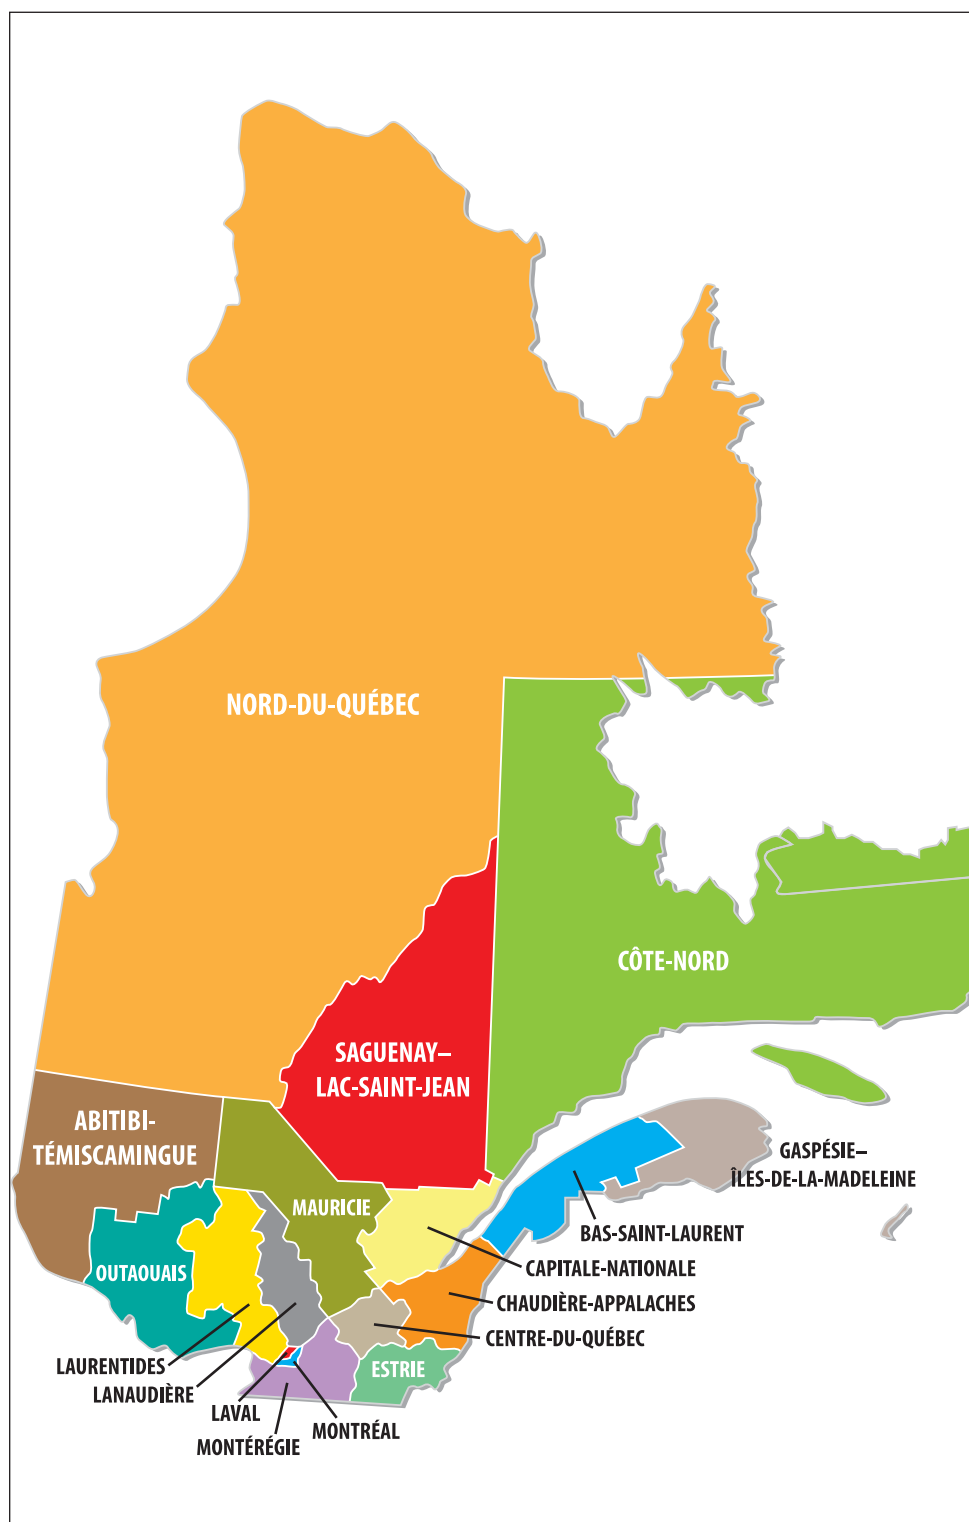 NORD-DU-QUÉBEC
CÔTE-NORD
SAGUENAY–
LAC-SAINT-JEAN
ABITIBI-
TÉMISCAMINGUE
GASPÉSIE–
ÎLES-DE-LA-MADELEINE
MAURICIE
BAS-SAINT-LAURENT
OUTAOUAIS
CAPITALE-NATIONALE
CHAUDIÈRE-APPALACHES
CENTRE-DU-QUÉBEC
LAURENTIDES
ESTRIE
LANAUDIÈRE
LAVAL
MONTRÉAL
MONTÉRÉGIE